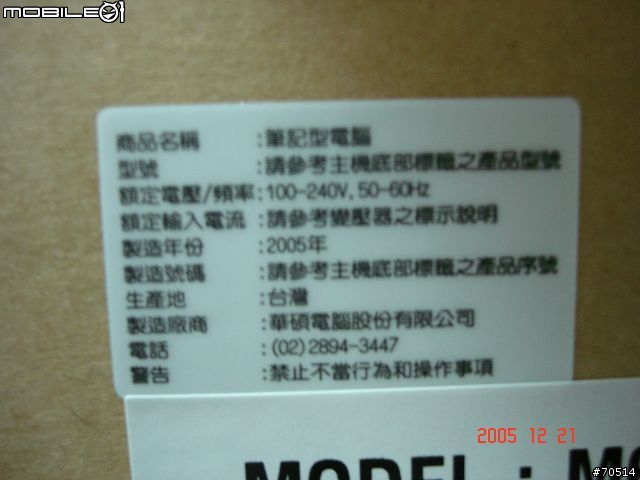 MOBILE01
商品名稱 :筆記型電腦
型號 :請參考主機底部標籤之產品型號
額定電壓/頻率:100-240V, 50-60Hz
額定輸入電流 :請參考變壓器之標示說明
製造年份 :2005年
製造號碼 :請參考主機底部標籤之產品序號
生產地 :台灣
製造廠商 :華碩電腦股份有限公司
電話 :(02)2894-3447
警告 :禁止不當行為和操作事項
2005 12 21
MODEL : M
#70514